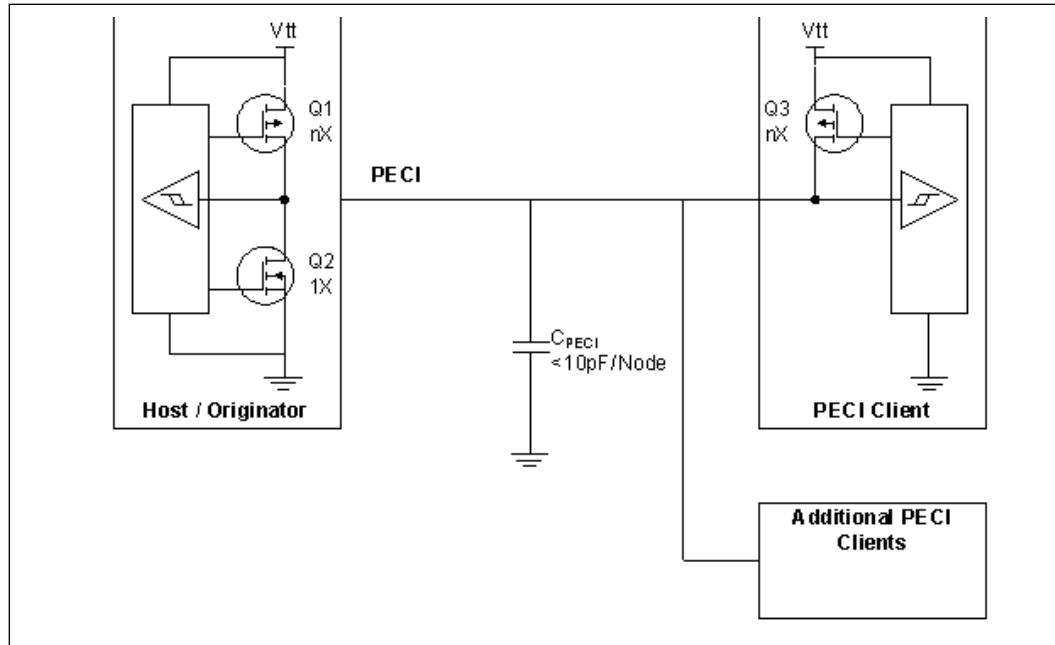 Vtt
Q1
nX
Q2
1X
Host / Originator
PECI
CPECI
<10pF/Node
Vtt
Q3
nX
PECI Client
Additional PECI
Clients